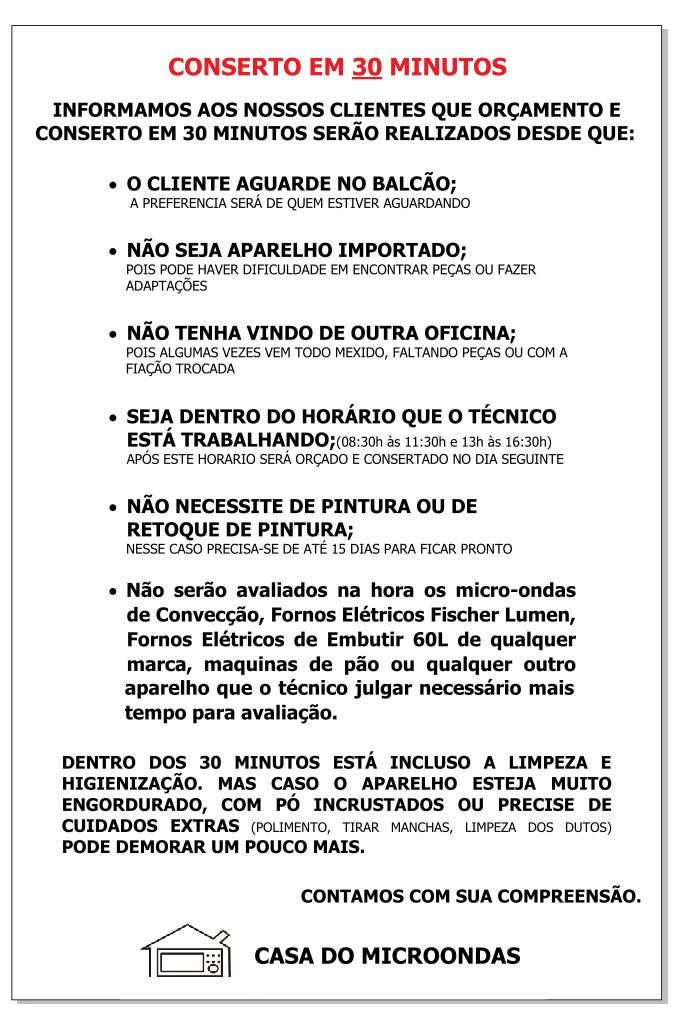 CONSERTO EM 30 MINUTOS
INFORMAMOS AOS NOSSOS CLIENTES QUE ORÇAMENTO E
CONSERTO EM 30 MINUTOS SERÃO REALIZADOS DESDE QUE:
• O CLIENTE AGUARDE NO BALCÃO;
A PREFERENCIA SERÁ DE QUEM ESTIVER AGUARDANDO
• NÃO SEJA APARELHO IMPORTADO;
POIS PODE HAVER DIFICULDADE EM ENCONTRAR PEÇAS OU FAZER
ADAPTAÇÕES
• NÃO TENHA VINDO DE OUTRA OFICINA;
POIS ALGUMAS VEZES VEM TODO MEXIDO, FALTANDO PEÇAS OU COM A
FIAÇÃO TROCADA
• SEJA DENTRO DO HORÁRIO QUE O TÉCNICO
ESTÁ TRABALHANDO;(08:30h às 11:30h e 13h às 16:30h)
APÓS ESTE HORARIO SERÁ ORÇADO E CONSERTADO NO DIA SEGUINTE
• NÃO NECESSITE DE PINTURA OU DE
RETOQUE DE PINTURA;
NESSE CASO PRECISA-SE DE ATÉ 15 DIAS PARA FICAR PRONTO
• Não serão avaliados na hora os micro-ondas
de Convecção, Fornos Elétricos Fischer Lumen,
Fornos Elétricos de Embutir 60L de qualquer
marca, maquinas de pão ou qualquer outro
aparelho que o técnico julgar necessário mais
tempo para avaliação.
DENTRO DOS 30 MINUTOS ESTÁ INCLUSO A LIMPEZA E
HIGIENIZAÇÃO. MAS CASO O APARELHO ESTEJA MUITO
ENGORDURADO, COM PÓ INCRUSTADOS OU PRECISE DE
CUIDADOS EXTRAS (POLIMENTO, TIRAR MANCHAS, LIMPEZA DOS DUTOS)
PODE DEMORAR UM POUCO MAIS.
CONTAMOS COM SUA COMPREENSÃO.
CASA DO MICROONDAS